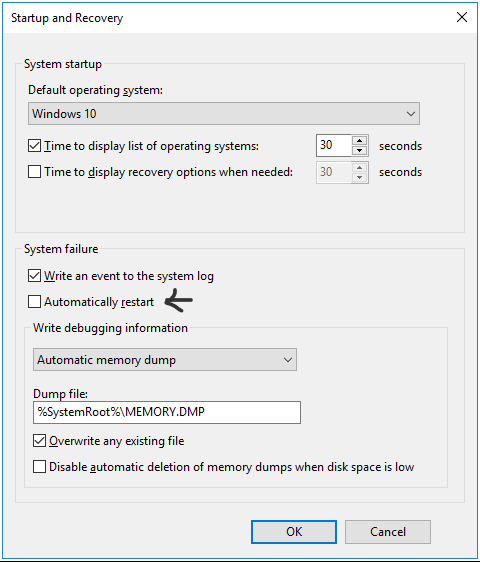 Startup and Recovery
System startup
Default operating system:
Windows 10
Time to display list of operating systems: 30 seconds
Time to display recovery options when needed: 30 seconds
System failure
Write an event to the system log
Automatically restart
Write debugging information
Automatic memory dump
Dump file:
%SystemRoot%\MEMORY.DMP
Overwrite any existing file
Disable automatic deletion of memory dumps when disk space is low
OK Cancel